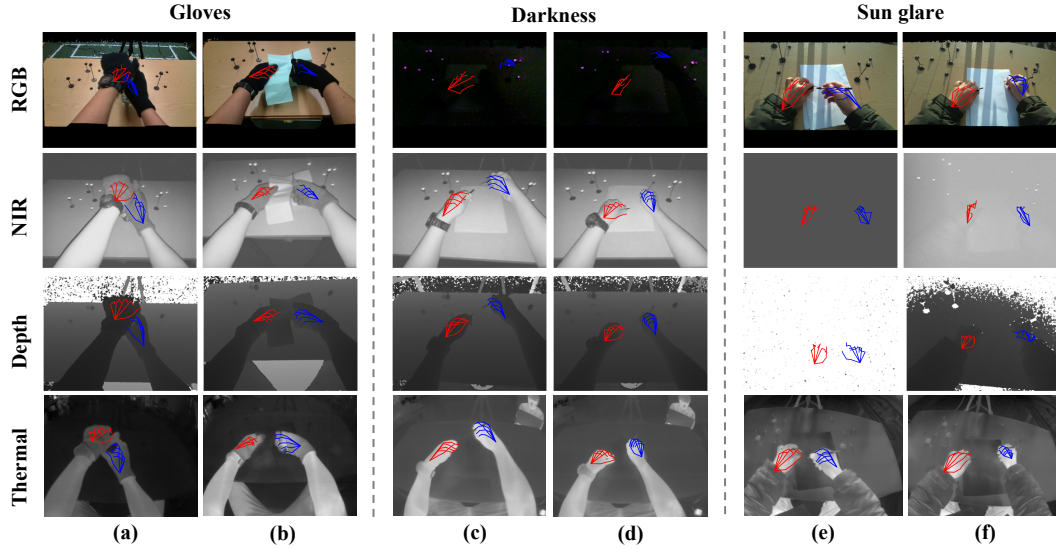 Gloves Darkness Sun glare
RGB
NIR
Depth
Thermal
(a) (b) (c) (d) (e) (f)